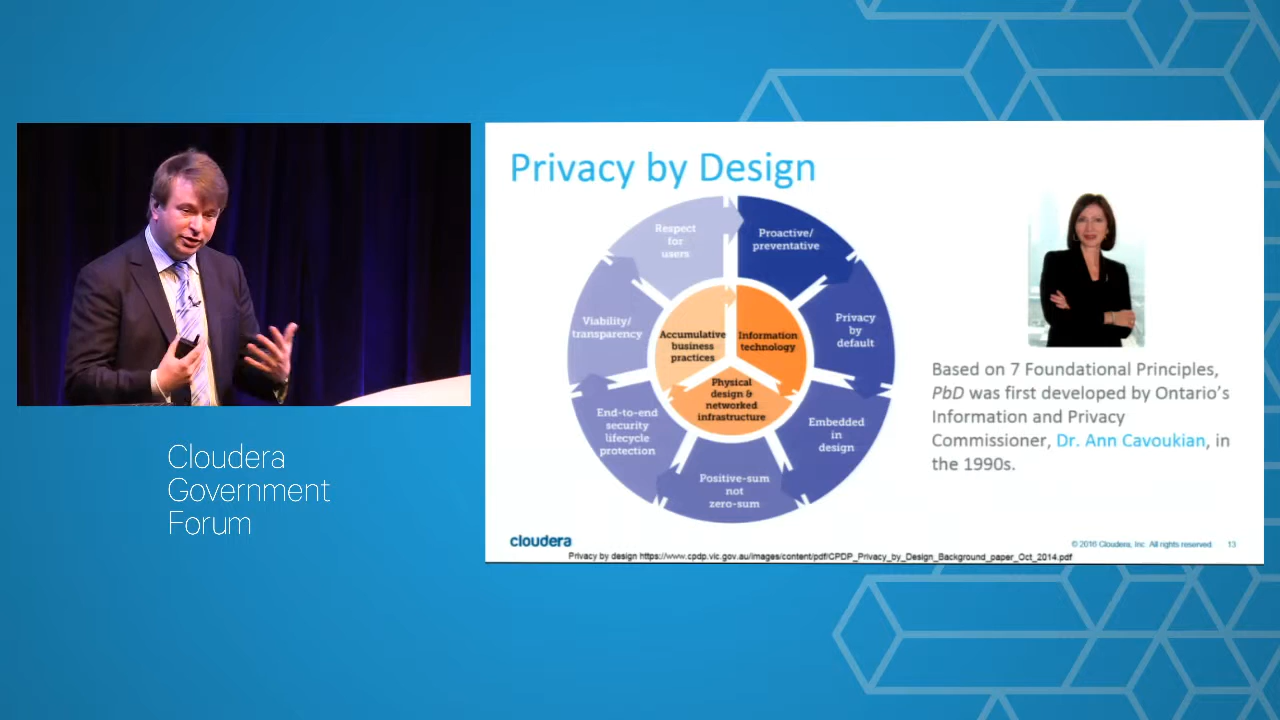 Privacy by Design
Respect
for
users
Proactive/
preventative
Viability/
transparency
Privacy
by
default
Accumulative
business
practices
Information
technology
Physical
design &
networked
infrastructure
End-to-end
security
lifecycle
protection
Embedded
in
design
Positive-sum
not
zero-sum
Based on 7 Foundational Principles,
PbD was first developed by Ontario's
Information and Privacy
Commissioner, Dr. Ann Cavoukian, in
the 1990s.
cloudera
© 2016 Cloudera, Inc. All rights reserved.
13
Privacy by design https://www.cpdp.vic.gov.au/images/content/pdf/CPDP_Privacy_by_Design_Background_paper_Oct_2014.pdf
Cloudera
Government
Forum